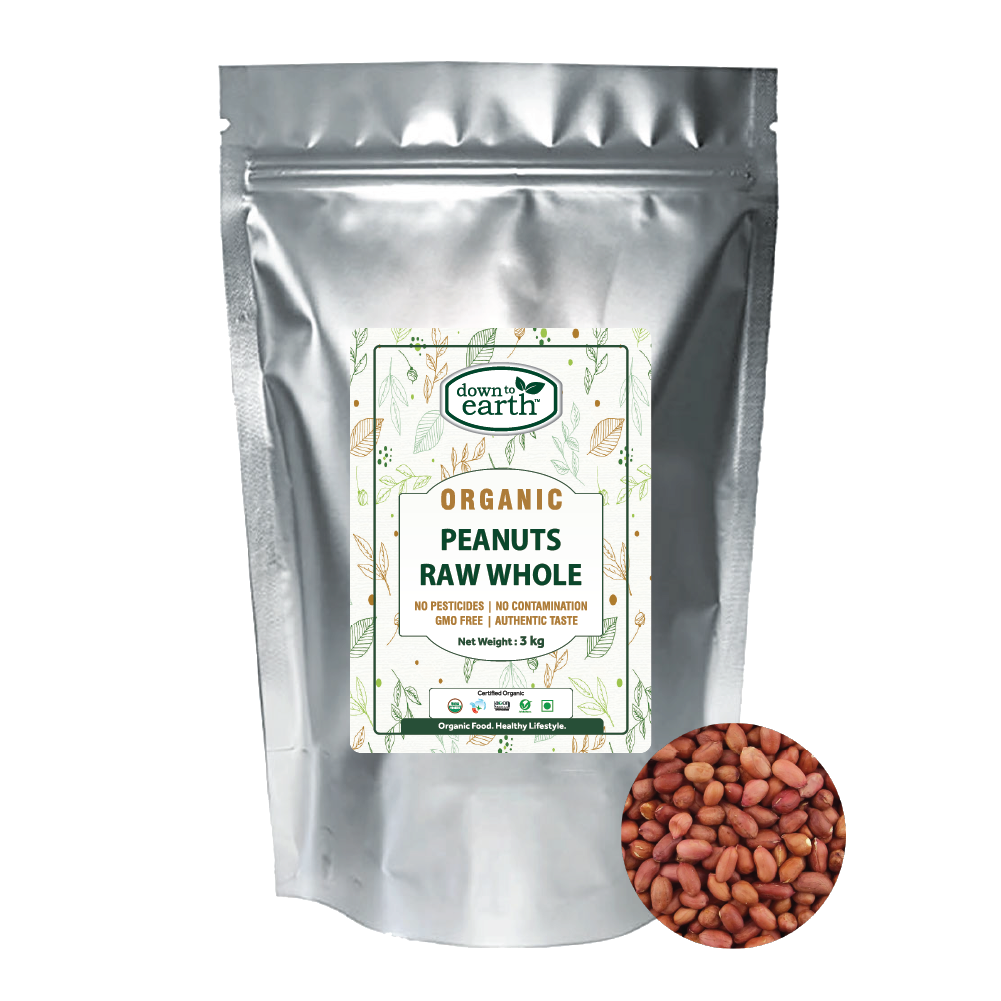 down to
earth™
ORGANIC
PEANUTS
RAW WHOLE
NO PESTICIDES | NO CONTAMINATION
GMO FREE | AUTHENTIC TASTE
Net Weight : 3 kg
Certified Organic
Organic Food. Healthy Lifestyle.